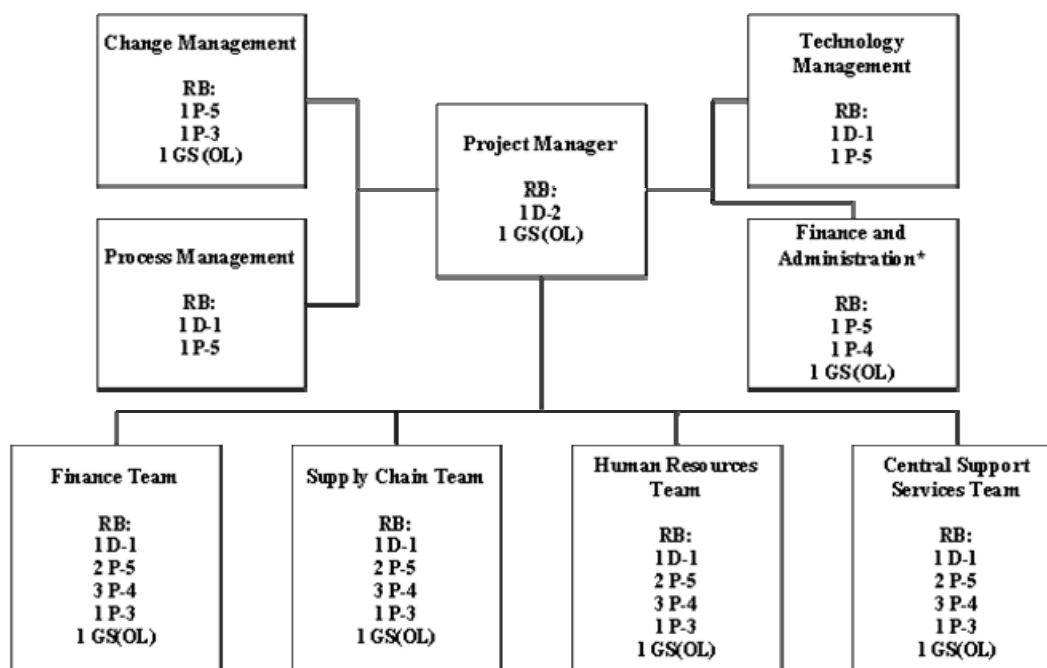 Change Management
RB:
1 P-5
1 P-3
1 GS (OL)
Technology
Management
RB:
1 D-1
1 P-5
Project Manager
RB:
1 D-2
1 GS(OL)
Process Management
RB:
1 D-1
1 P-5
Finance and
Administration*
RB:
1 P-5
1 P-4
1 GS(OL)
Finance Team
RB:
1 D-1
2 P-5
3 P-4
1 P-3
1 GS(OL)
Supply Chain Team
RB:
1 D-1
2 P-5
3 P-4
1 P-3
1 GS(OL)
Human Resources
Team
RB:
1 D-1
2 P-5
3 P-4
1 P-3
1 GS(OL)
Central Support
Services Team
RB:
1 D-1
2 P-5
3 P-4
1 P-3
1 GS(OL)